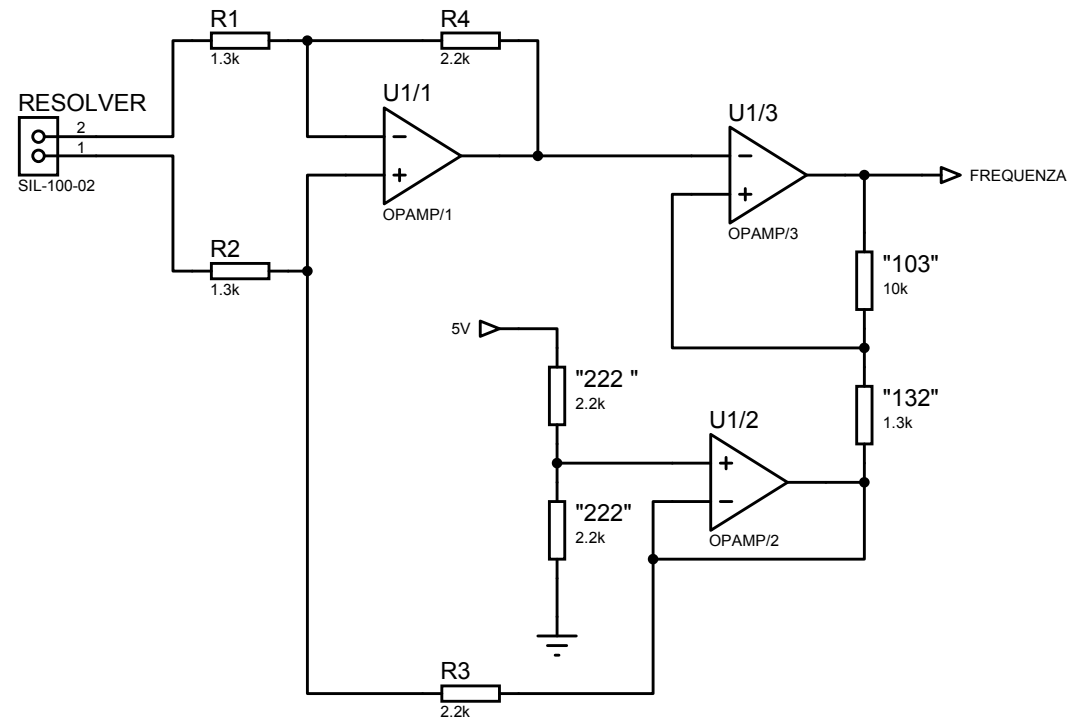 R1
1.3k
R4
2.2k
RESOLVER
2
1
SIL-100-02
U1/1
OPAMP/1
U1/3
OPAMP/3
FREQUENZA
R2
1.3k
"103"
10k
5V
"222 "
2.2k
"132"
1.3k
U1/2
OPAMP/2
"222"
2.2k
R3
2.2k